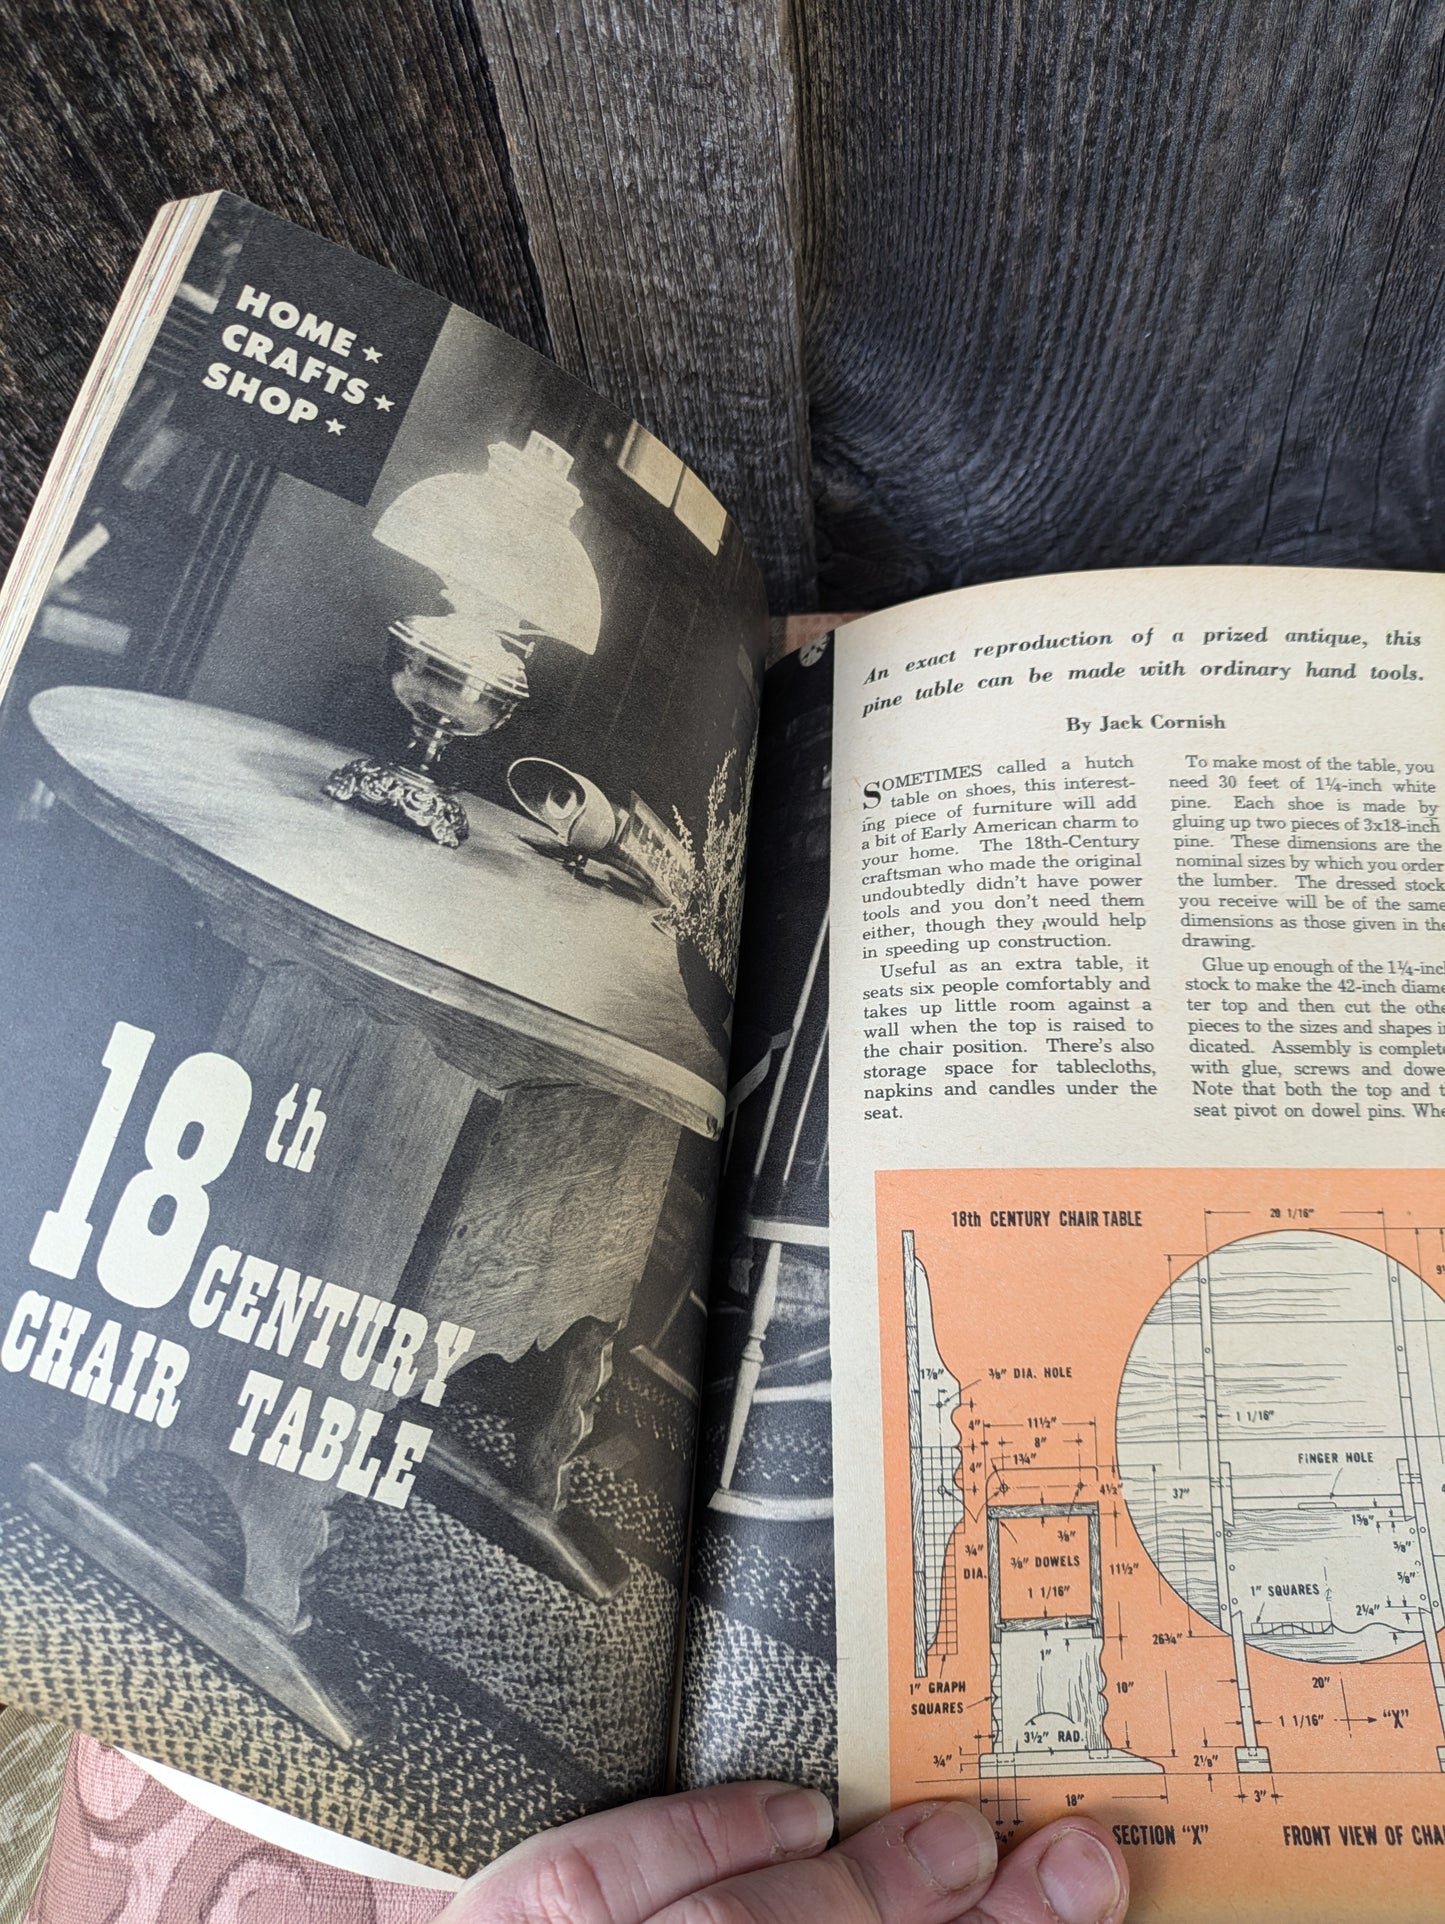 HOME
CRAFTS
SHOP
18th
CENTURY
CHAIR TABLE
An exact reproduction of a prized antique, this
pine table can be made with ordinary hand tools.
By Jack Cornish
SOMETIMES called a hutch
table on shoes, this interest-
ing piece of furniture will add
a bit of Early American charm to
your home. The 18th-Century
craftsman who made the original
undoubtedly didn't have power
tools and you don't need them
either, though they would help
in speeding up construction.
Useful as an extra table, it
seats six people comfortably and
takes up little room against a
wall when the top is raised to
the chair position. There's also
storage space for tablecloths,
napkins and candles under the
seat.
To make most of the table, you
need 30 feet of 1¼-inch white
pine. Each shoe is made by
gluing up two pieces of 3x18-inch
pine. These dimensions are the
nominal sizes by which you order
the lumber. The dressed stock
you receive will be of the same
dimensions as those given in the
drawing.
Glue up enough of the 1¼-inch
stock to make the 42-inch diame-
ter top and then cut the othe
pieces to the sizes and shapes in
dicated. Assembly is complete
with glue, screws and dowe
Note that both the top and t
seat pivot on dowel pins. Whe
18th CENTURY CHAIR TABLE
20 1/16"
1⅞"
⅜" DIA. HOLE
4"
11½"
8"
1 1/16"
4"
1¾"
FINGER HOLE
4½"
37"
1⅝"
¾"
DIA.
⅜"
⅜" DOWELS
11½"
5/8"
5/8"
1 1/16"
1" SQUARES
2¼"
1"
26¾"
1" GRAPH
SQUARES
10"
20"
3½" RAD.
1 1/16"
"X"
¾"
2⅛"
18"
3"
¾"
SECTION "X"
FRONT VIEW OF CHA